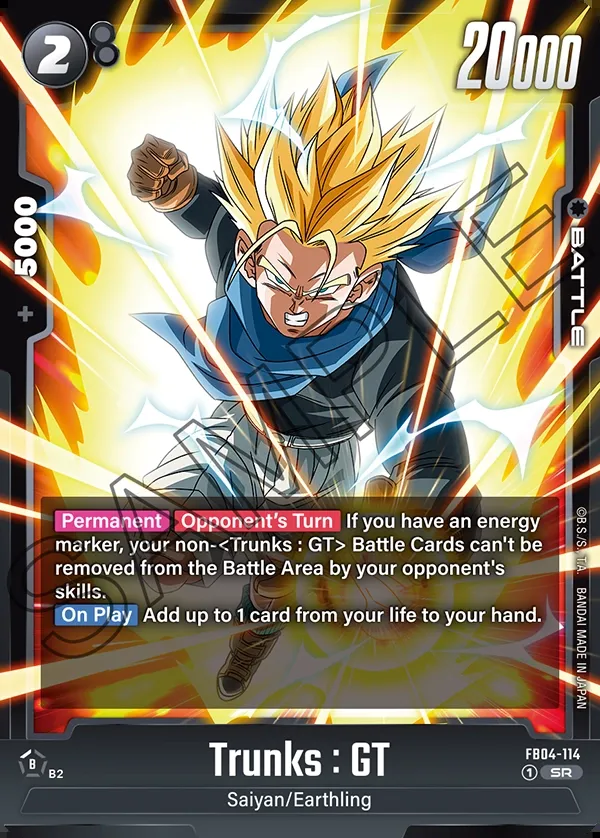 2
20000
+ 5000
BATTLE
SAMPLE
Permanent Opponent's Turn If you have an energy
marker, your non-<Trunks : GT> Battle Cards can't be
removed from the Battle Area by your opponent's
skills.
On Play Add up to 1 card from your life to your hand.
©B.S./S., T.A. BANDAI MADE IN JAPAN
B
B2
Trunks : GT
FB04-114
1 SR
Saiyan/Earthling